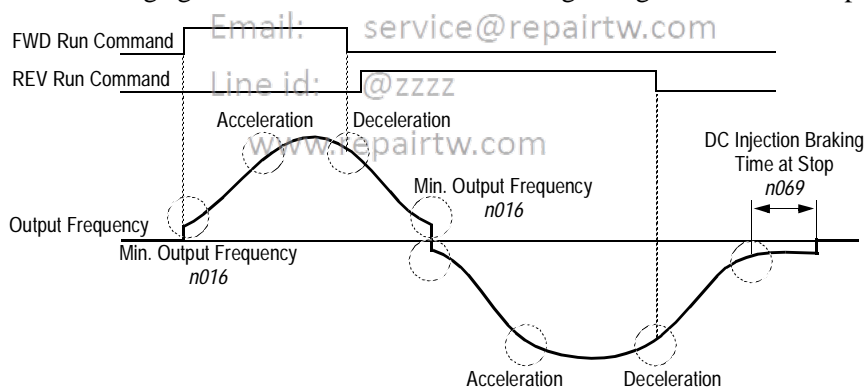 FWD Run Command
Email: service@repairtw.com
REV Run Command
Line id: @zzzz
Acceleration
Deceleration
www.repairtw.com
DC Injection Braking
Time at Stop
n069
Min. Output Frequency
n016
Output Frequency
Min. Output Frequency
n016
Acceleration
Deceleration